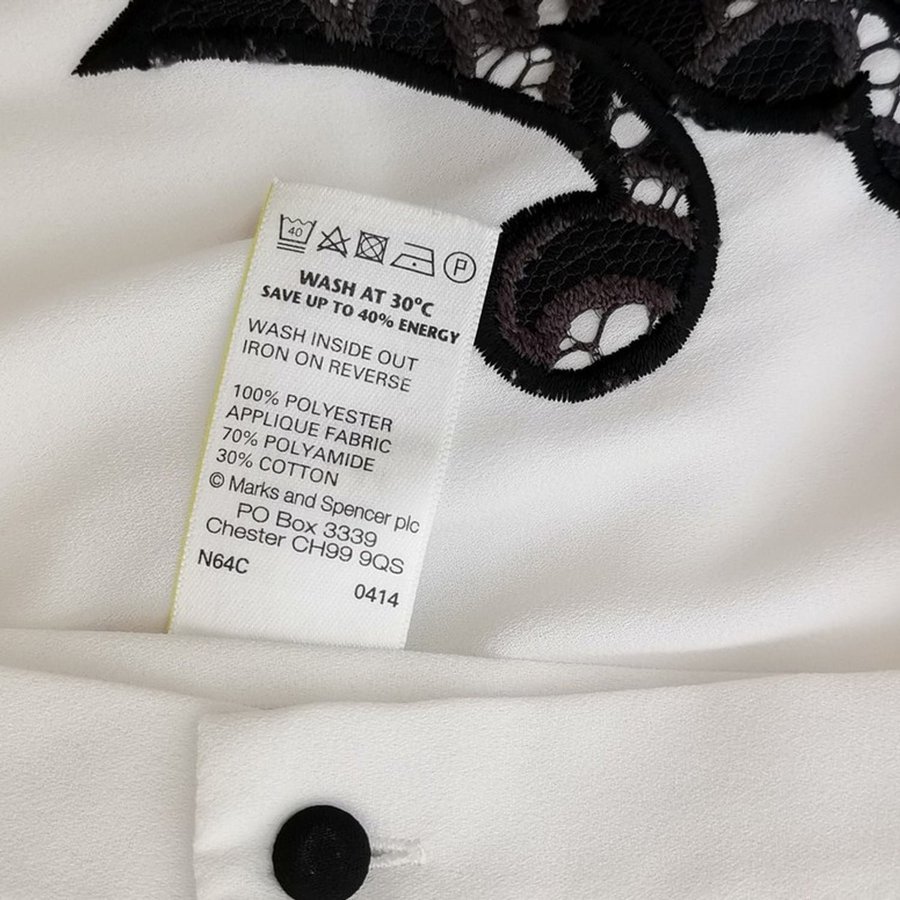 40
P
WASH AT 30°C
SAVE UP TO 40% ENERGY
WASH INSIDE OUT
IRON ON REVERSE
100% POLYESTER
APPLIQUE FABRIC
70% POLYAMIDE
30% COTTON
© Marks and Spencer plc
PO Box 3339
Chester CH99 9QS
N64C
0414